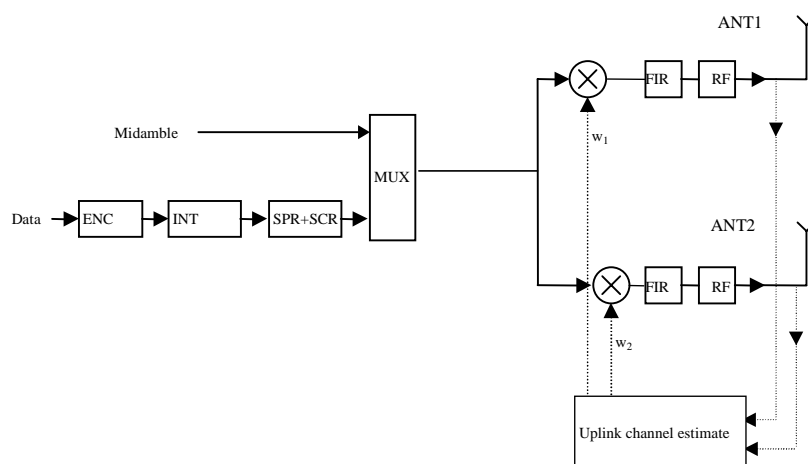 ANT1
FIR
RF
Midamble
w1
MUX
Data
ENC
INT
SPR+SCR
ANT2
FIR
RF
w2
Uplink channel estimate